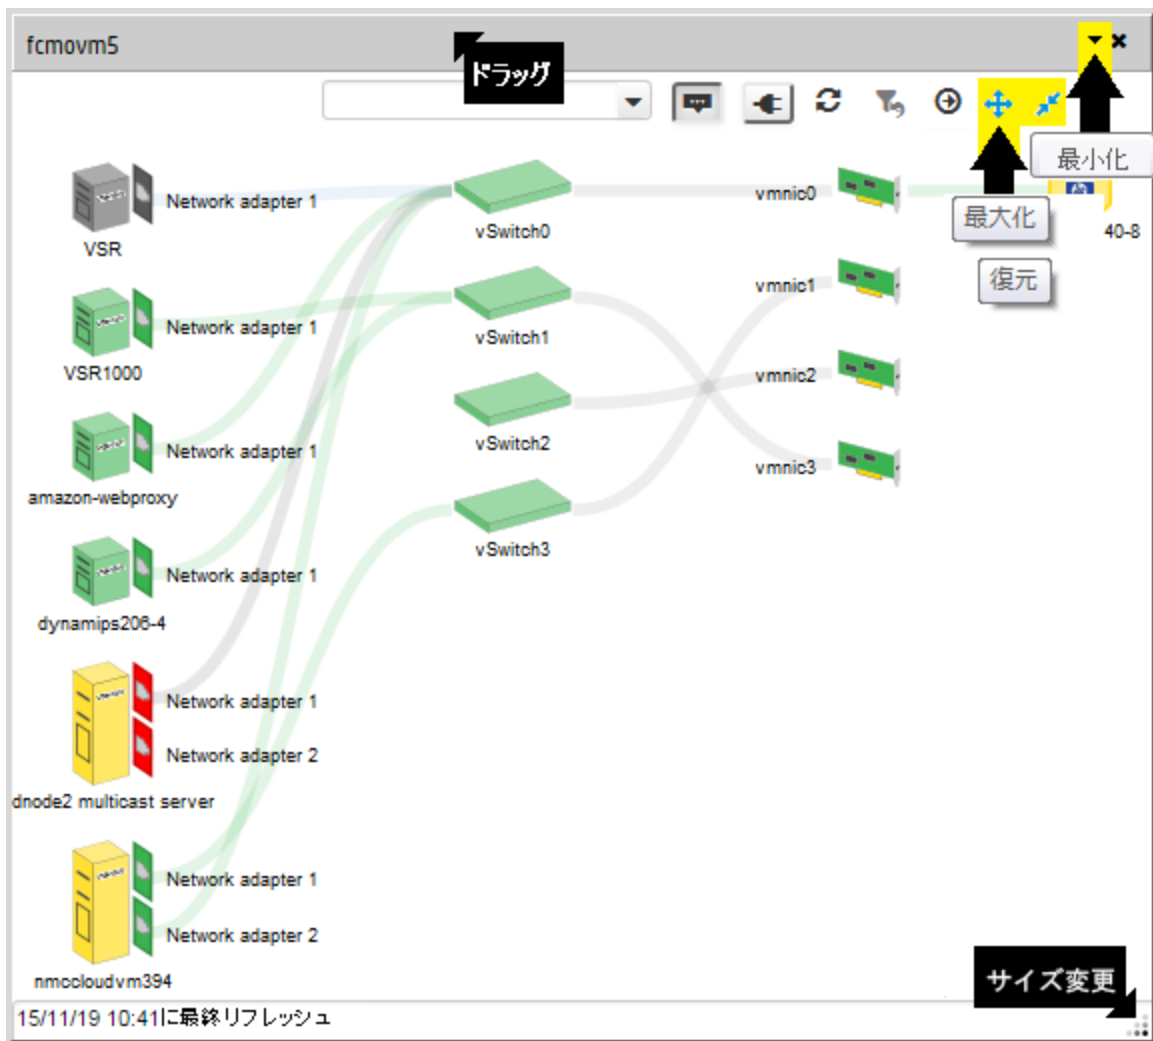 fcmovm5
ドラッグ
最小化
最大化
復元
Network adapter 1
VSR
vSwitch0
vmnic0
40-8
Network adapter 1
VSR1000
vSwitch1
vmnic1
Network adapter 1
amazon-webproxy
vSwitch2
vmnic2
Network adapter 1
dynamips206-4
vSwitch3
vmnic3
Network adapter 1
Network adapter 2
dnode2 multicast server
Network adapter 1
Network adapter 2
nmccloudvm394
サイズ変更
15/11/19 10:41に最終リフレッシュ